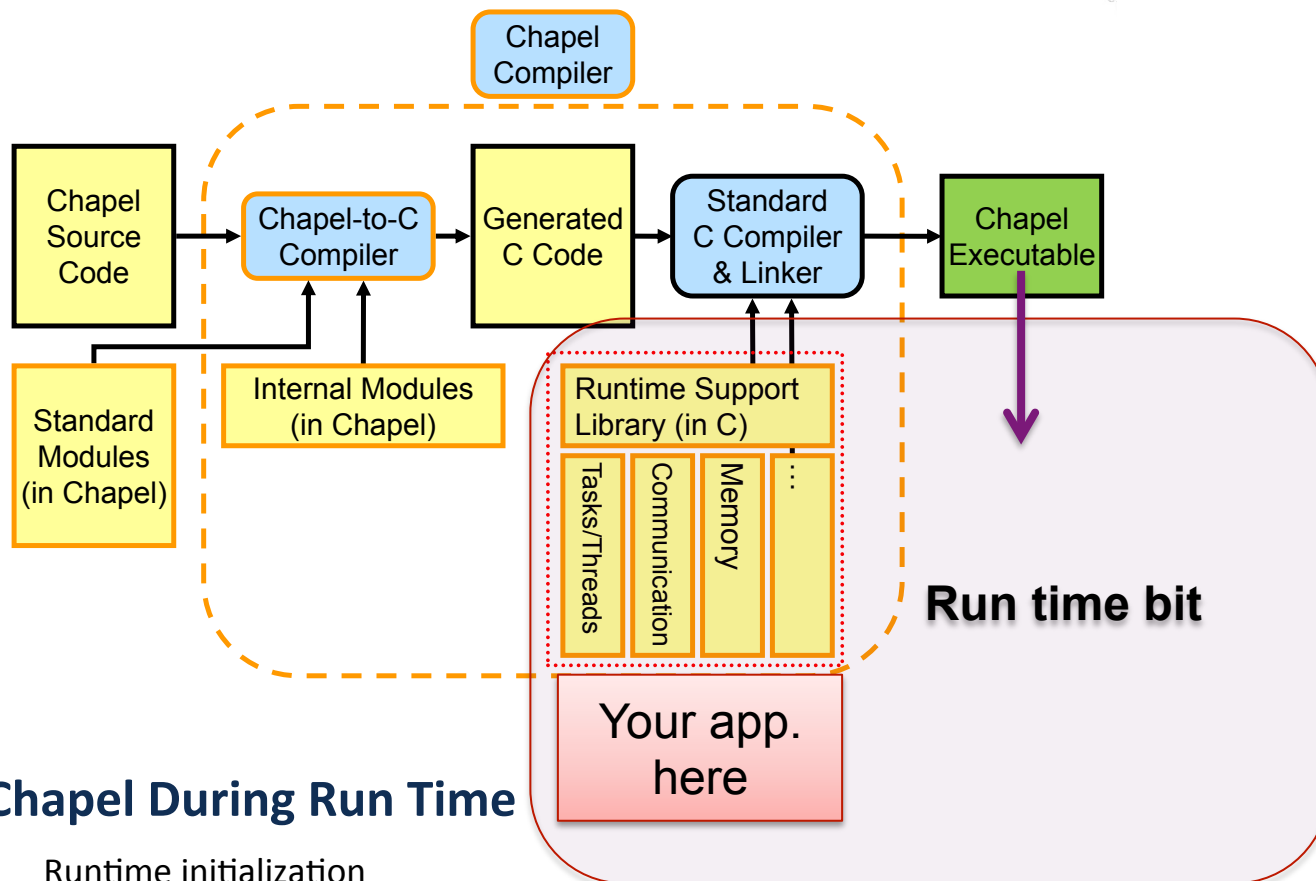 Chapel
Compiler
Chapel
Source
Code
Chapel-to-C
Compiler
Generated
C Code
Standard
C Compiler
& Linker
Chapel
Executable
Standard
Modules
(in Chapel)
Internal Modules
(in Chapel)
Runtime Support
Library (in C)
Tasks/Threads
Communication
Memory
...
Run time bit
Your app.
here
Chapel During Run Time
Runtime initialization